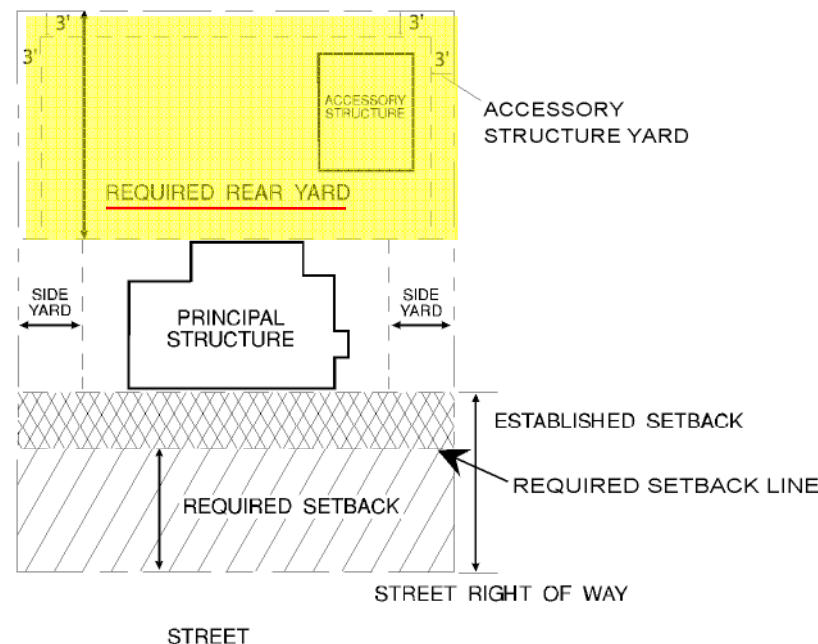 3'
3'
3'
3'
ACCESSORY
STRUCTURE
ACCESSORY
STRUCTURE YARD
REQUIRED REAR YARD
SIDE
YARD
PRINCIPAL
STRUCTURE
SIDE
YARD
ESTABLISHED SETBACK
REQUIRED SETBACK LINE
REQUIRED SETBACK
STREET RIGHT OF WAY
STREET